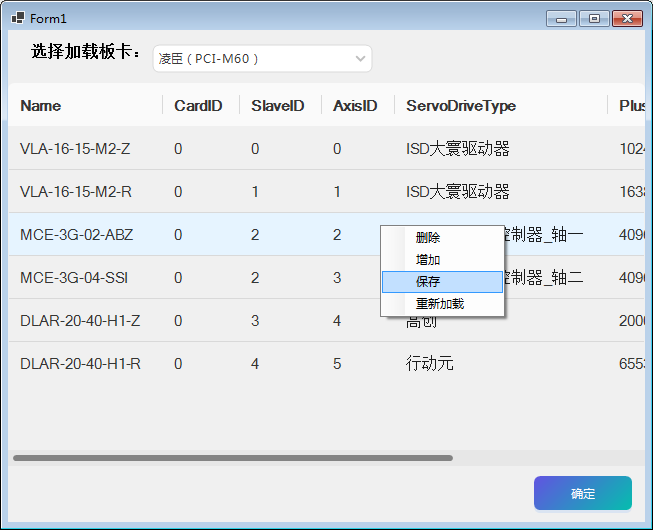 Form1
选择加载板卡：
凌臣（PCI-M60）
Name CardID SlaveID AxisID ServoDriveType Plus
VLA-16-15-M2-Z 0 0 0 ISD大寰驱动器 1024
VLA-16-15-M2-R 0 1 1 ISD大寰驱动器 1638
MCE-3G-02-ABZ 0 2 2 控制器_轴一 4096
MCE-3G-04-SSI 0 2 3 控制器_轴二 4096
DLAR-20-40-H1-Z 0 3 4 高创 2000
DLAR-20-40-H1-R 0 4 5 行动元 6553
删除
增加
保存
重新加载
确定